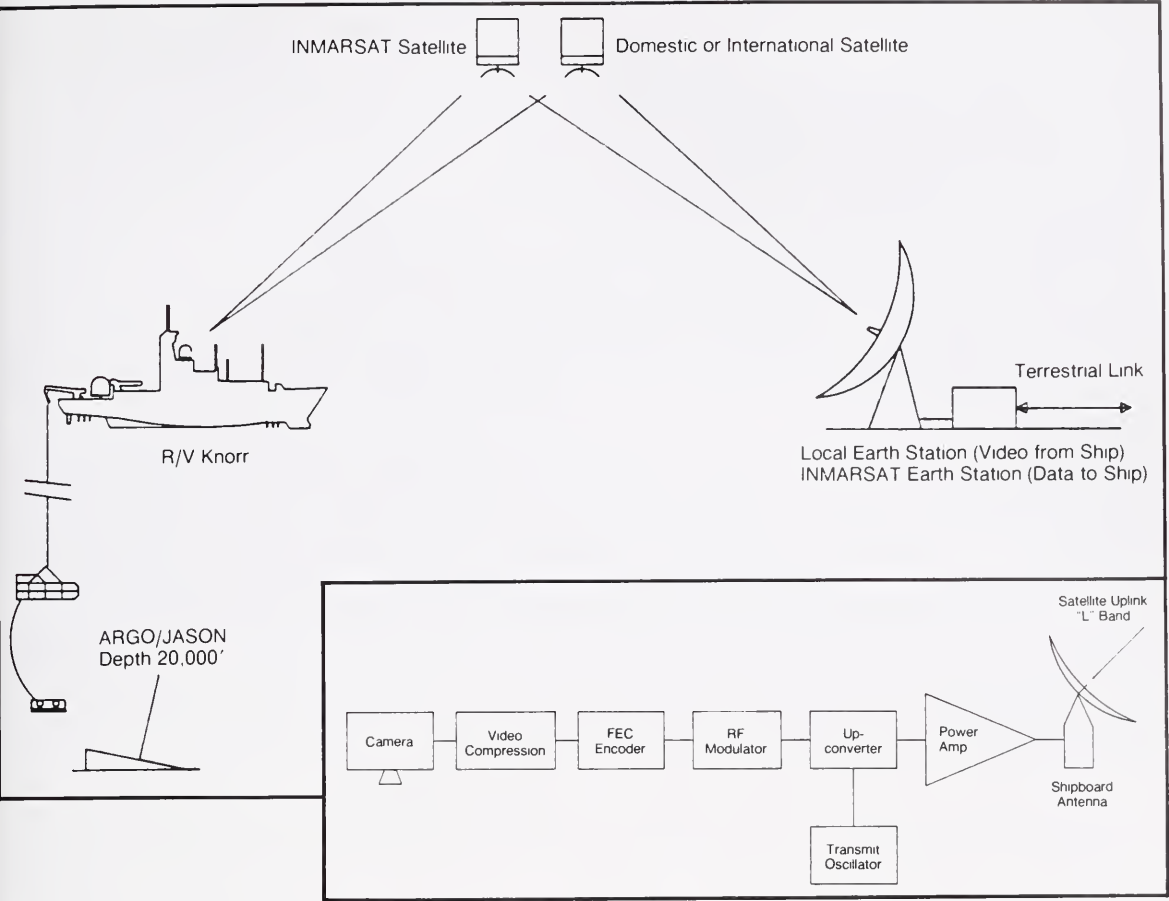 INMARSAT Satellite
Domestic or International Satellite
R/V Knorr
Terrestrial Link
Local Earth Station (Video from Ship)
INMARSAT Earth Station (Data to Ship)
ARGO/JASON
Depth 20,000′
Satellite Uplink
"L" Band
Camera
Video
Compression
FEC
Encoder
RF
Modulator
Up-
converter
Power
Amp
Shipboard
Antenna
Transmit
Oscillator